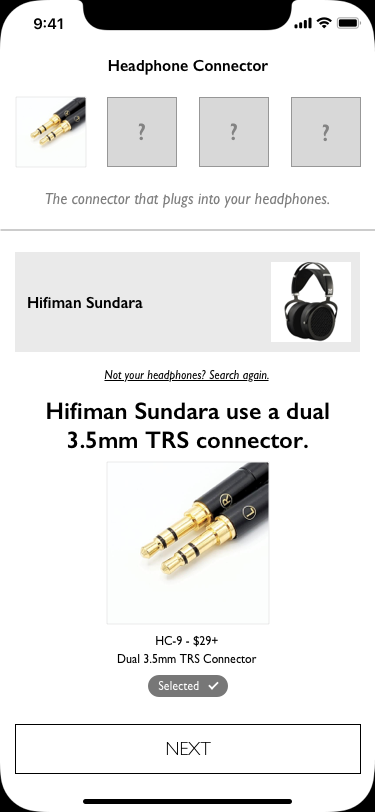 9:41
Headphone Connector
? ? ?
The connector that plugs into your headphones.
Hifiman Sundara
Not your headphones? Search again.
Hifiman Sundara use a dual
3.5mm TRS connector.
R
L
HC-9 - $29+
Dual 3.5mm TRS Connector
Selected
NEXT